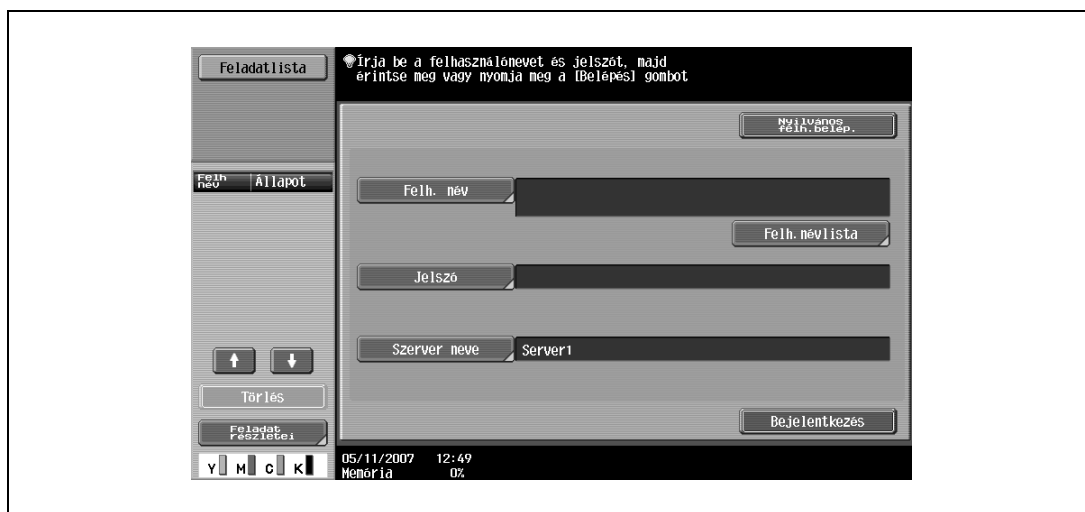 Feladatlista
Írja be a felhasználónevet és jelszót, majd
érintse meg vagy nyomja meg a [Belépés] gombot
Nyilvános
felh.belép.
Felh
név
Állapot
Felh. név
Felh.névlista
Jelszó
Szerver neve
Server1
Törlés
Feladat
részletei
Bejelentkezés
Y M C K
05/11/2007 12:49
Memória 0%